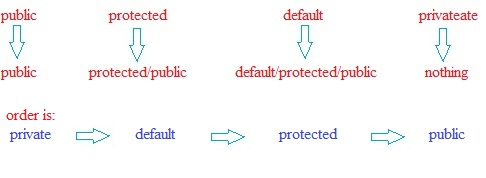 public protected default privateate
public protected/public default/protected/public nothing
order is:
private default protected public